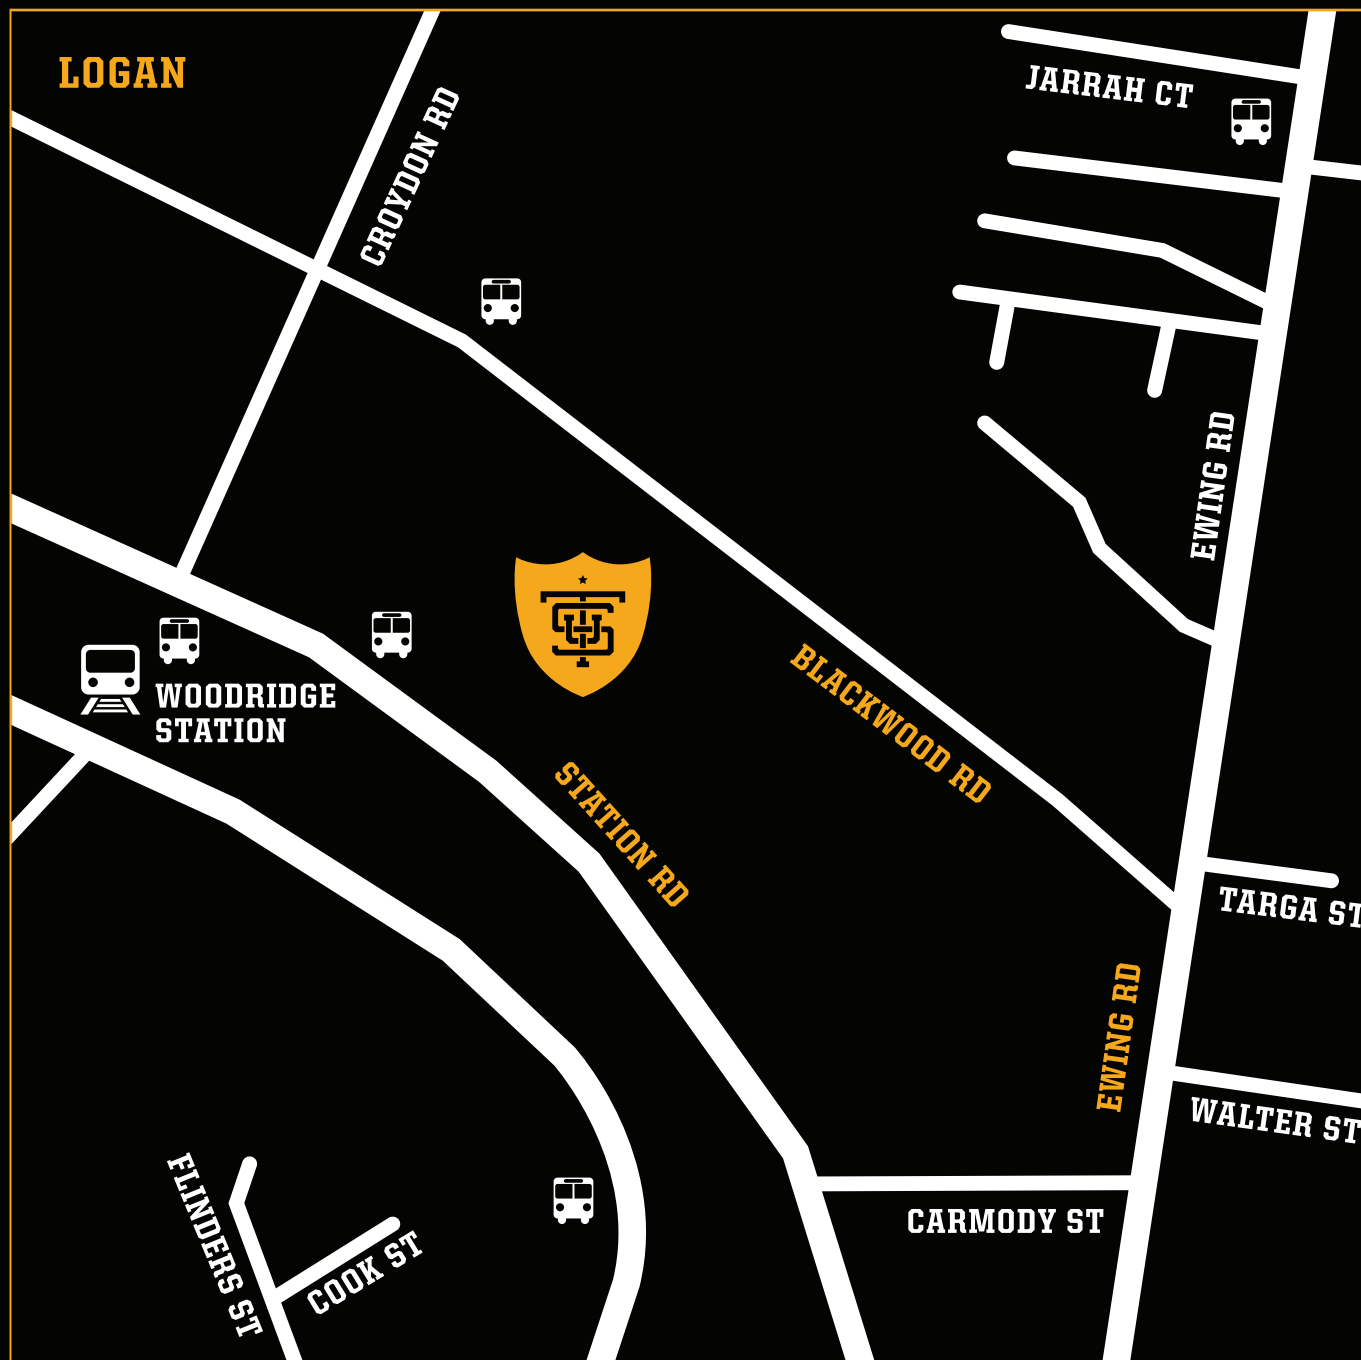 LOGAN
JARRAH CT
CROYDON RD
EWING RD
WOODRIDGE
STATION
BLACKWOOD RD
STATION RD
TARGA ST
EWING RD
WALTER ST
FLINDERS ST
COOK ST
CARMODY ST